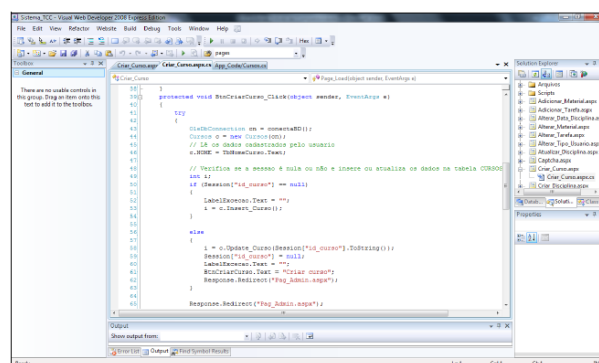 Sistema_TCC - Visual Web Developer 2008 Express Edition
File Edit View Refactor Website Build Debug Tools Window Help
Hex
pages
Toolbox
General
There are no usable controls in
this group. Drag an item onto this
text to add it to the toolbox.
Criar_Curso.aspx Criar_Curso.aspx.cs App_Code/Cursos.cs
Criar_Curso
Page_Load(object sender, EventArgs e)
38 }
39 protected void BtnCriarCurso_Click(object sender, EventArgs e)
40 {
41 try
42 {
43 OleDbConnection cn = conectaBD();
44 Cursos c = new Cursos(cn);
45 // Lê os dados cadastrados pelo usuario
46 c.NOME = TbNomeCurso.Text;
47
48 // Verifica se a sessao é nula ou não e insere ou atualiza os dados na tabela CURSOS
49 int i;
50 if (Session["id_curso"] == null)
51 {
52 LabelExcecao.Text = "";
53 i = c.Insert_Curso();
54 }
55
56 else
57 {
58 i = c.Update_Curso(Session["id_curso"].ToString());
59 Session["id_curso"] = null;
60 LabelExcecao.Text = "";
61 BtnCriarCurso.Text = "Criar curso";
62 Response.Redirect("Pag_Admin.aspx");
63 }
64
65 Response.Redirect("Pag_Admin.aspx");
Output
Show output from:
Error List Output Find Symbol Results
Solution Explorer
Arquivos
Scripts
Adicionar_Material.aspx
Adicionar_Tarefa.aspx
Alterar_Data_Disciplina.a
Alterar_Material.aspx
Alterar_Tarefa.aspx
Alterar_Tipo_Usuario.asp
Atualizar_Disciplina.aspx
Captcha.aspx
Criar_Curso.aspx
Criar_Curso.aspx.cs
Criar_Disciplina.aspx
Datab... Soluti... Class
Properties